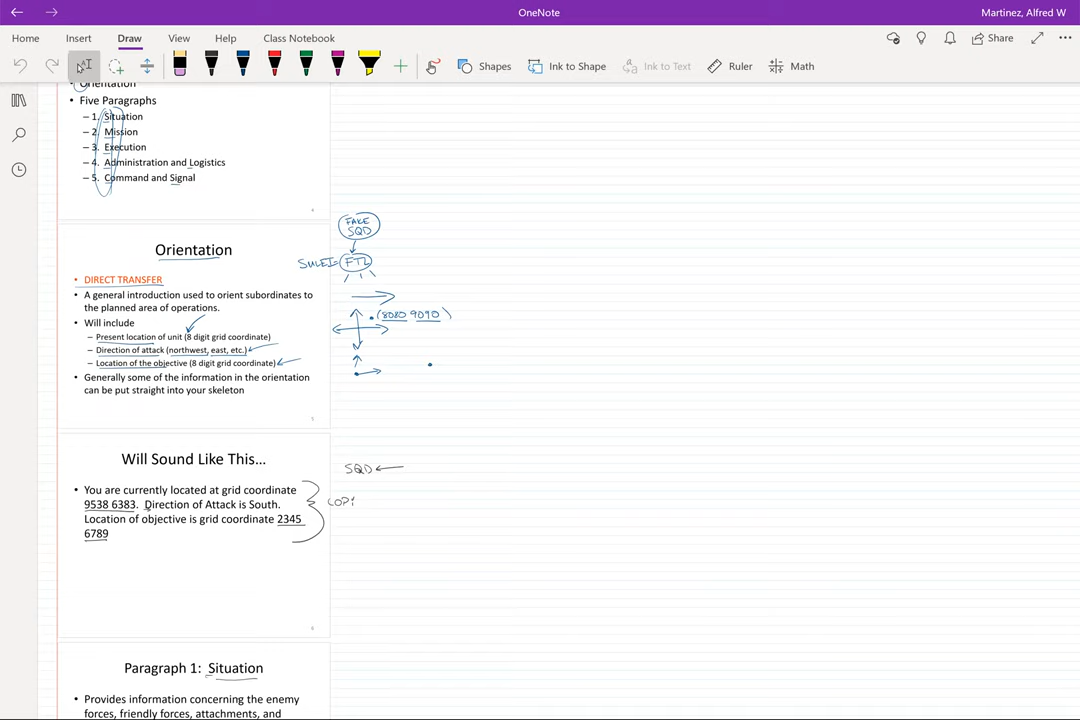 OneNote
Martinez, Alfred W
Home
Insert
Draw
View
Help
Class Notebook
Share
Shapes
Ink to Shape
Ink to Text
Ruler
Math
• Orientation
• Five Paragraphs
– 1. Situation
– 2. Mission
– 3. Execution
– 4. Administration and Logistics
– 5. Command and Signal
4
FAKE
SQD
Orientation
SMLEI= FTL
• DIRECT TRANSFER
• A general introduction used to orient subordinates to
the planned area of operations.
(8080 9090)
• Will include
– Present location of unit (8 digit grid coordinate)
– Direction of attack (northwest, east, etc.)
– Location of the objective (8 digit grid coordinate)
• Generally some of the information in the orientation
can be put straight into your skeleton
5
Will Sound Like This…
SQD
• You are currently located at grid coordinate
9538 6383. Direction of Attack is South.
Location of objective is grid coordinate 2345
6789
COPY
6
Paragraph 1: Situation
• Provides information concerning the enemy
forces, friendly forces, attachments, and